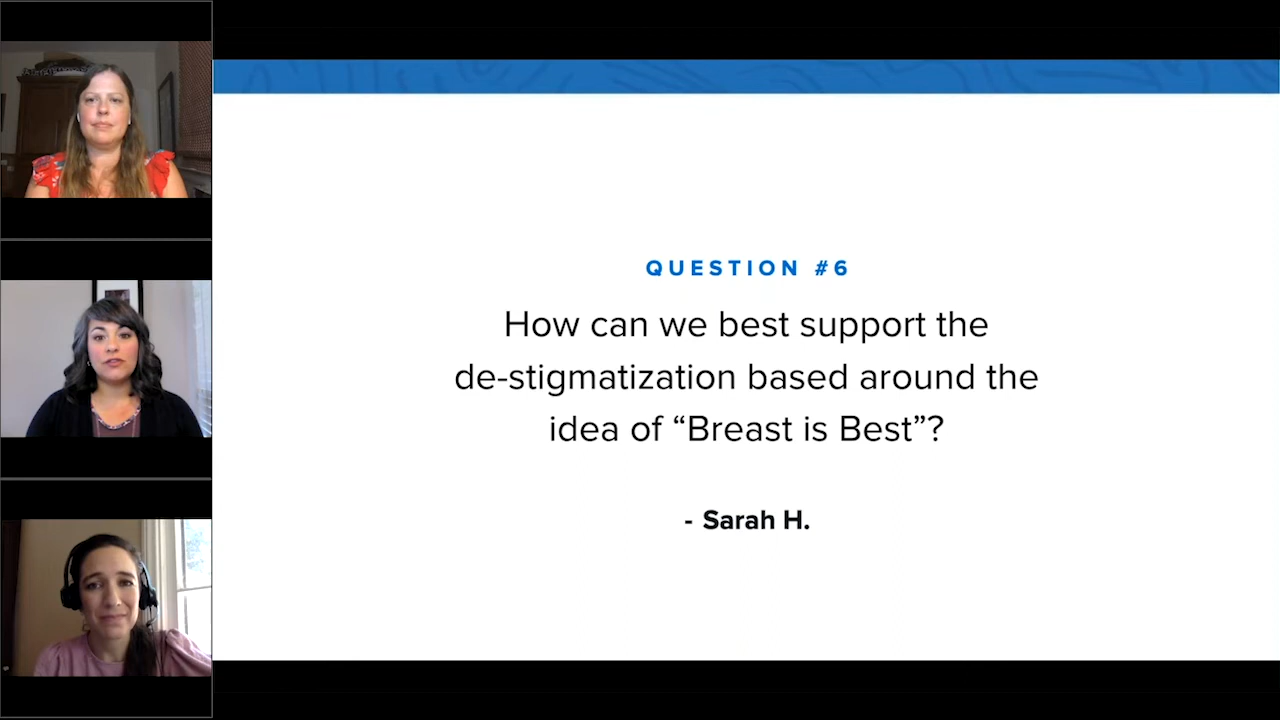 QUESTION #6
How can we best support the
de-stigmatization based around the
idea of “Breast is Best”?
- Sarah H.